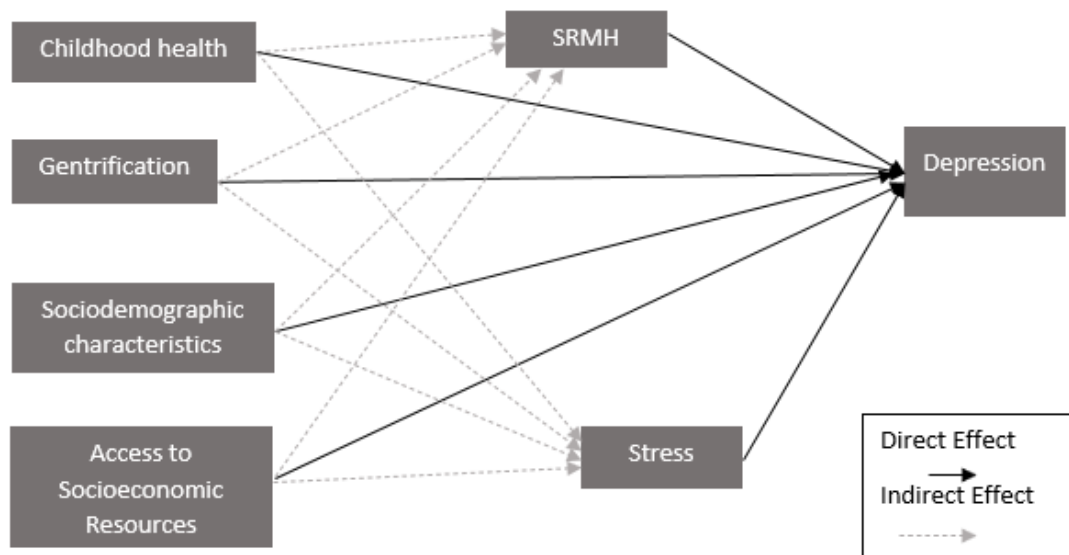 Childhood health
SRMH
Gentrification
Depression
Sociodemographic
characteristics
Access to
Socioeconomic
Resources
Stress
Direct Effect
Indirect Effect